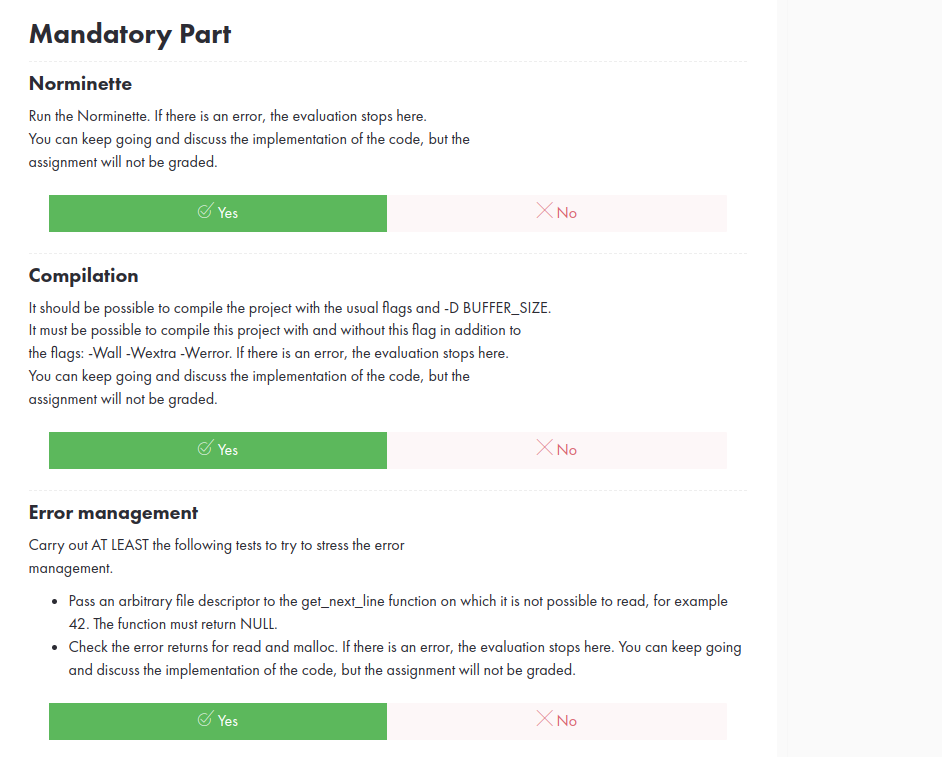 Mandatory Part
Norminette
Run the Norminette. If there is an error, the evaluation stops here.
You can keep going and discuss the implementation of the code, but the
assignment will not be graded.
Yes
No
Compilation
It should be possible to compile the project with the usual flags and -D BUFFER_SIZE.
It must be possible to compile this project with and without this flag in addition to
the flags: -Wall -Wextra -Werror. If there is an error, the evaluation stops here.
You can keep going and discuss the implementation of the code, but the
assignment will not be graded.
Yes
No
Error management
Carry out AT LEAST the following tests to try to stress the error
management.
• Pass an arbitrary file descriptor to the get_next_line function on which it is not possible to read, for example
42. The function must return NULL.
• Check the error returns for read and malloc. If there is an error, the evaluation stops here. You can keep going
and discuss the implementation of the code, but the assignment will not be graded.
Yes
No